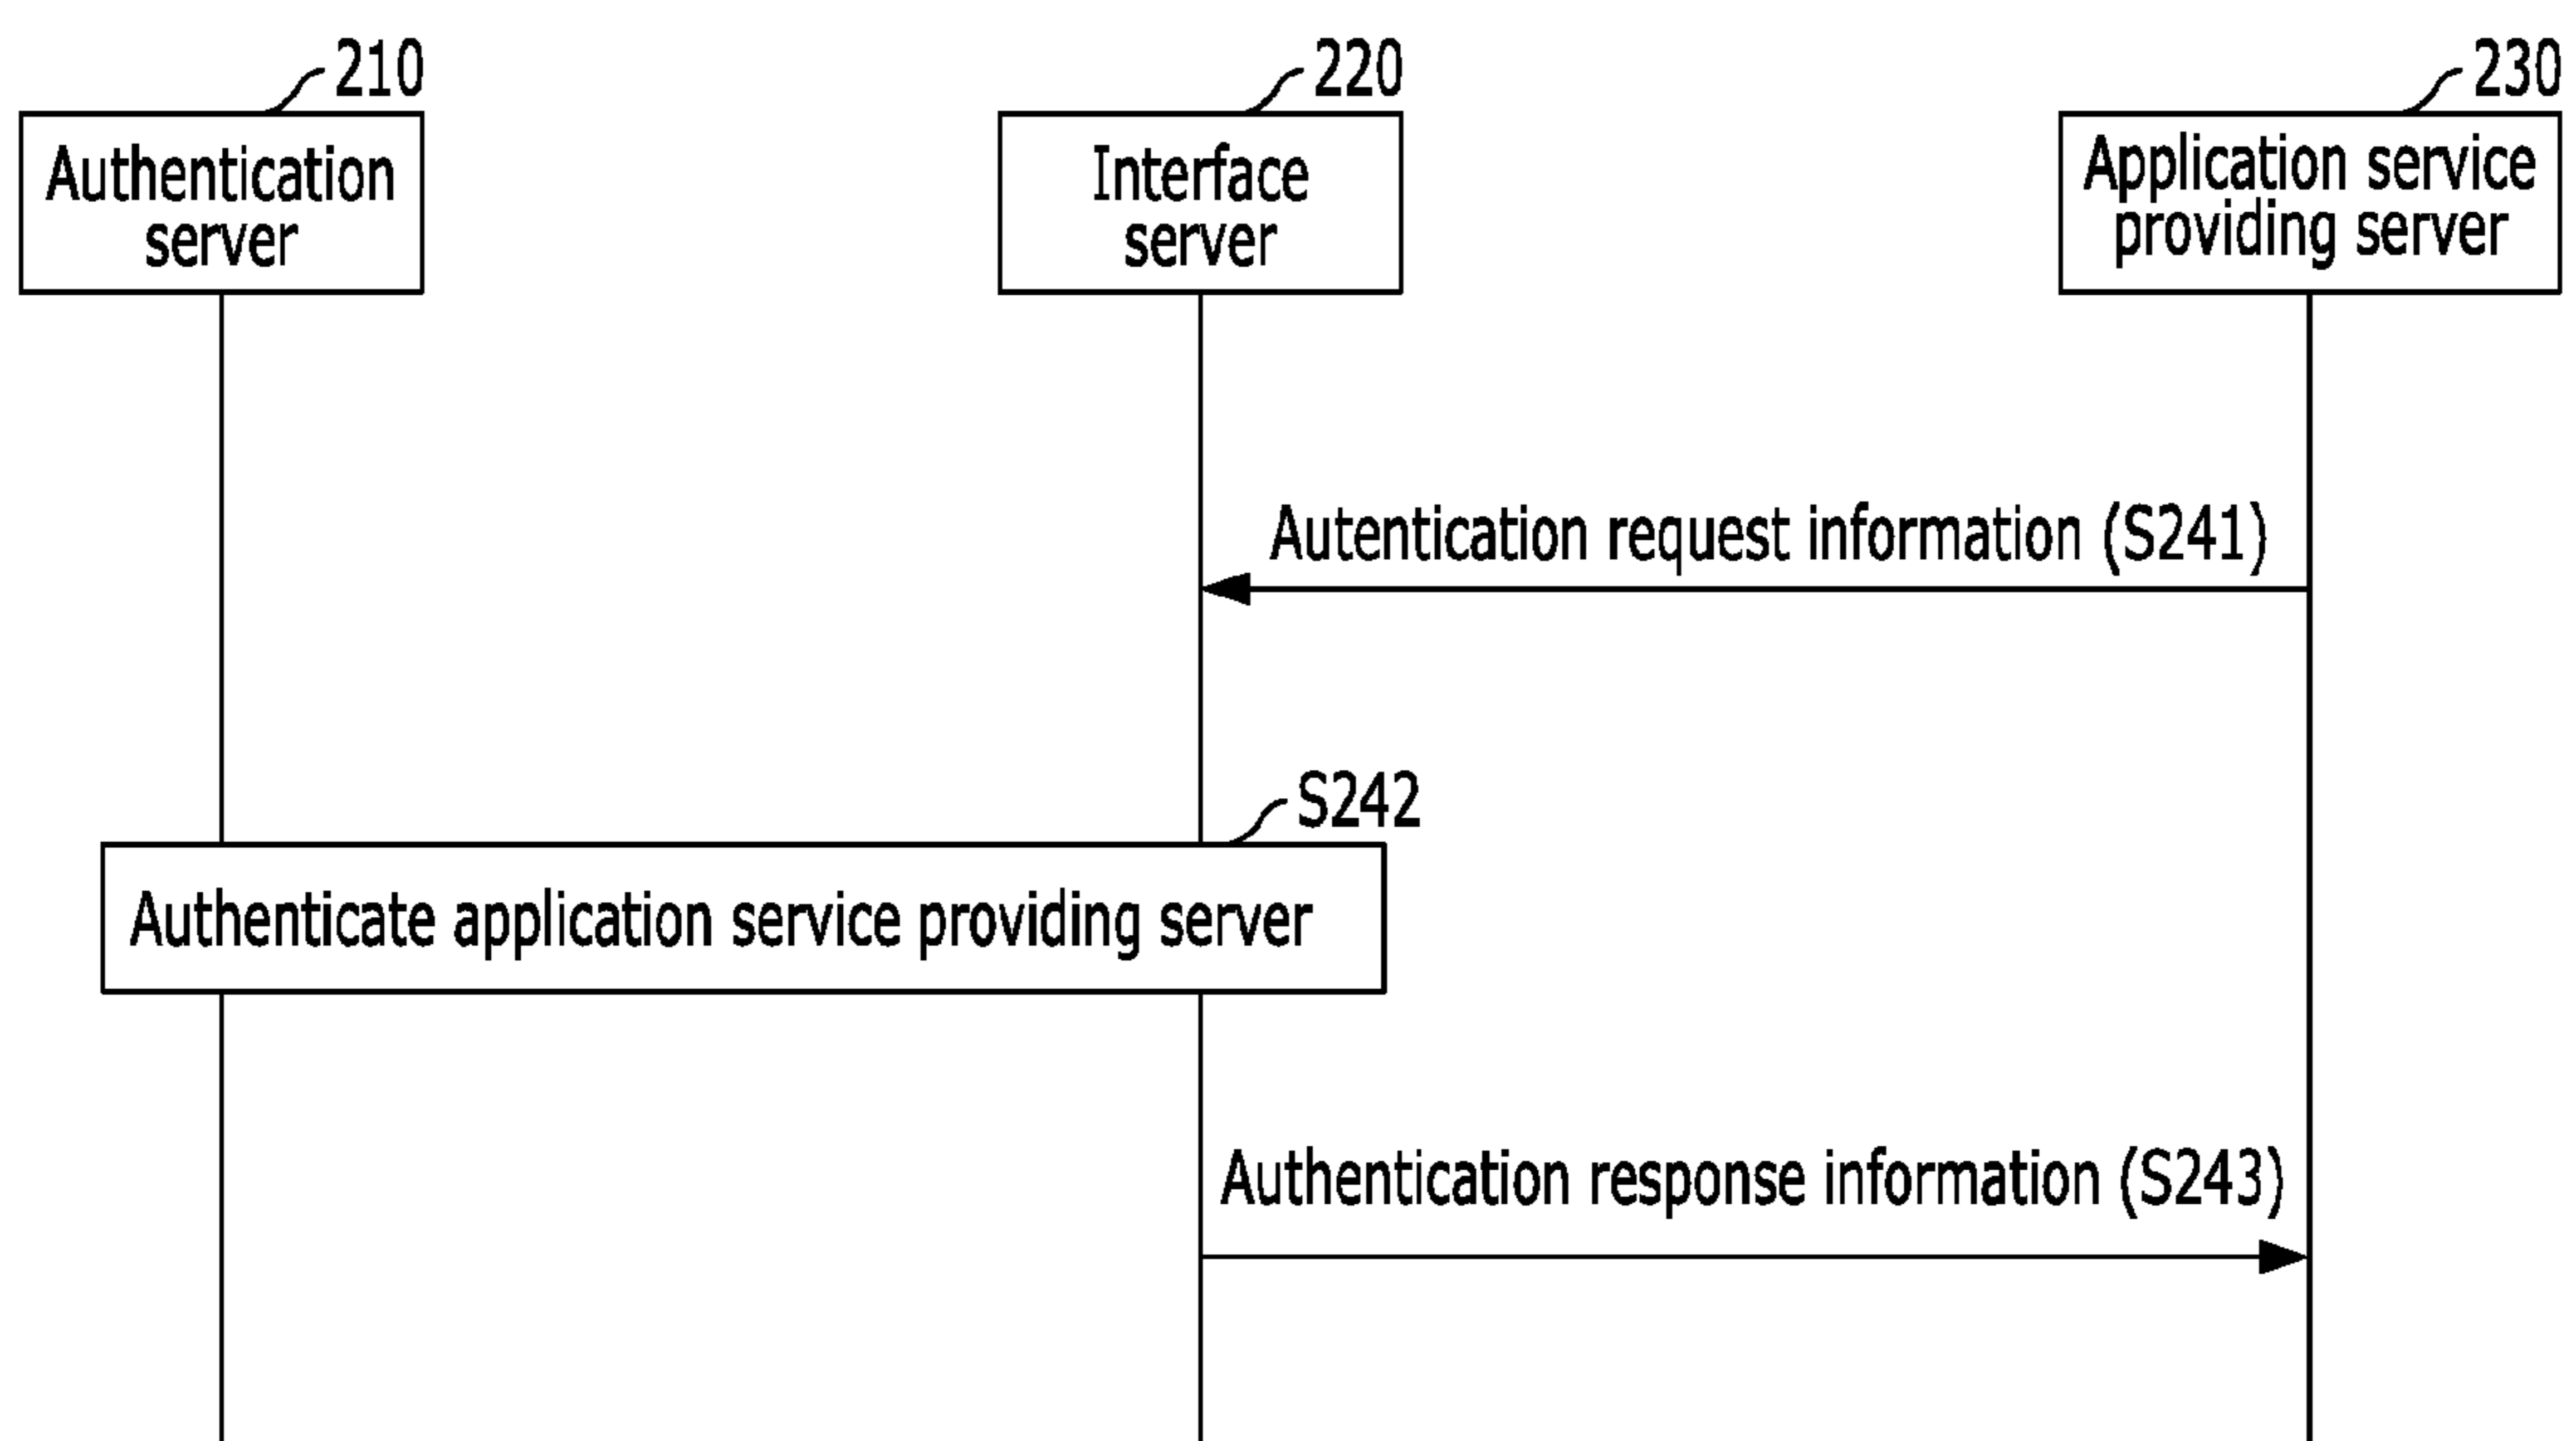 210
220
230
Authentication
server
Interface
server
Application service
providing server
Autentication request information (S241)
S242
Authenticate application service providing server
Authentication response information (S243)